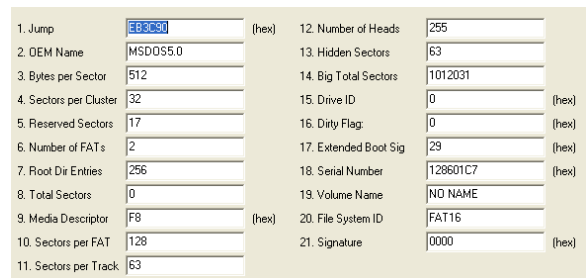 1. Jump EB3C90 (hex)
2. OEM Name MSDOS5.0
3. Bytes per Sector 512
4. Sectors per Cluster 32
5. Reserved Sectors 17
6. Number of FATs 2
7. Root Dir Entries 256
8. Total Sectors 0
9. Media Descriptor F8 (hex)
10. Sectors per FAT 128
11. Sectors per Track 63
12. Number of Heads 255
13. Hidden Sectors 63
14. Big Total Sectors 1012031
15. Drive ID 0 (hex)
16. Dirty Flag: 0 (hex)
17. Extended Boot Sig 29 (hex)
18. Serial Number 128601C7 (hex)
19. Volume Name NO NAME
20. File System ID FAT16
21. Signature 0000 (hex)